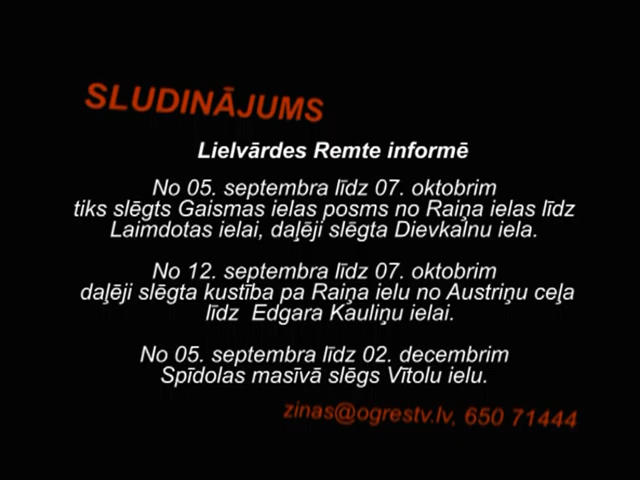 SLUDINĀJUMS
Lielvārdes Remte informē
No 05. septembra līdz 07. oktobrim
tiks slēgts Gaismas ielas posms no Raiņa ielas līdz
Laimdotas ielai, daļēji slēgta Dievkalnu iela.
No 12. septembra līdz 07. oktobrim
daļēji slēgta kustība pa Raiņa ielu no Austriņu ceļa
līdz Edgara Kauliņu ielai.
No 05. septembra līdz 02. decembrim
Spīdolas masīvā slēgs Vītolu ielu.
zinas@ogrestv.lv, 650 71444